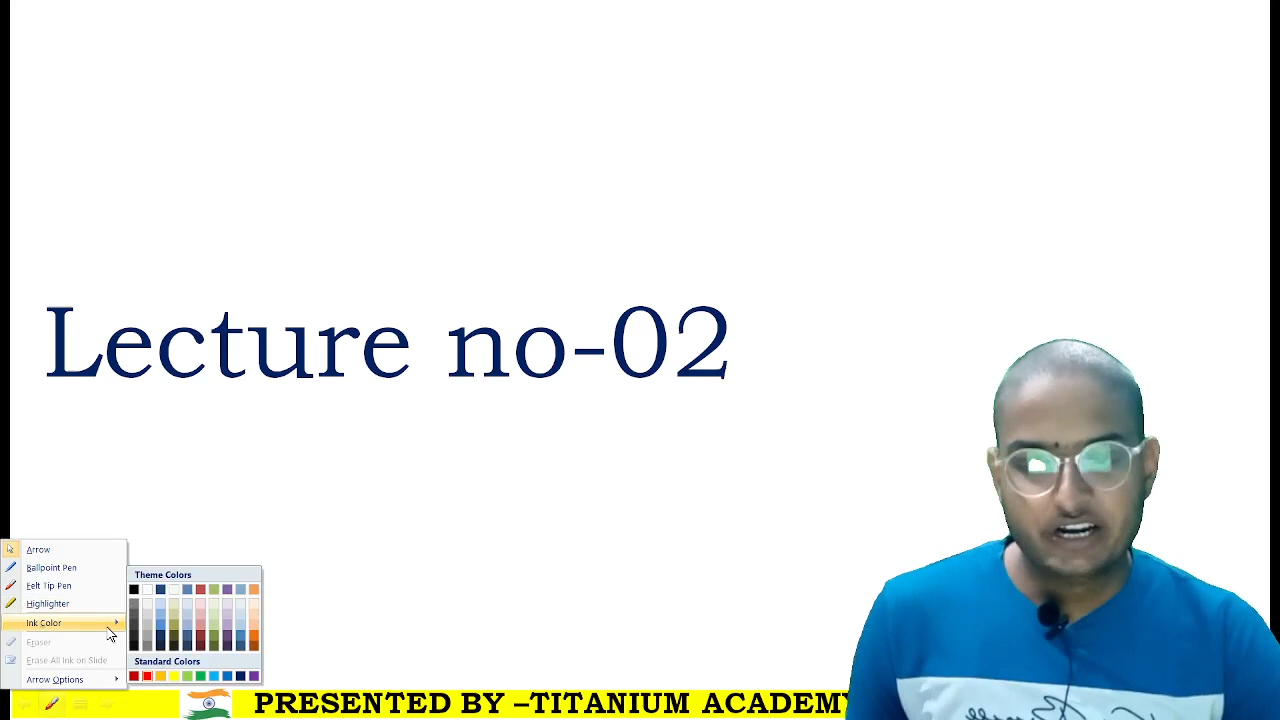 Lecture no-02
Arrow
Ballpoint Pen
Felt Tip Pen
Highlighter
Ink Color
Eraser
Erase All Ink on Slide
Arrow Options
Theme Colors
Standard Colors
PRESENTED BY –TITANIUM ACADEMY